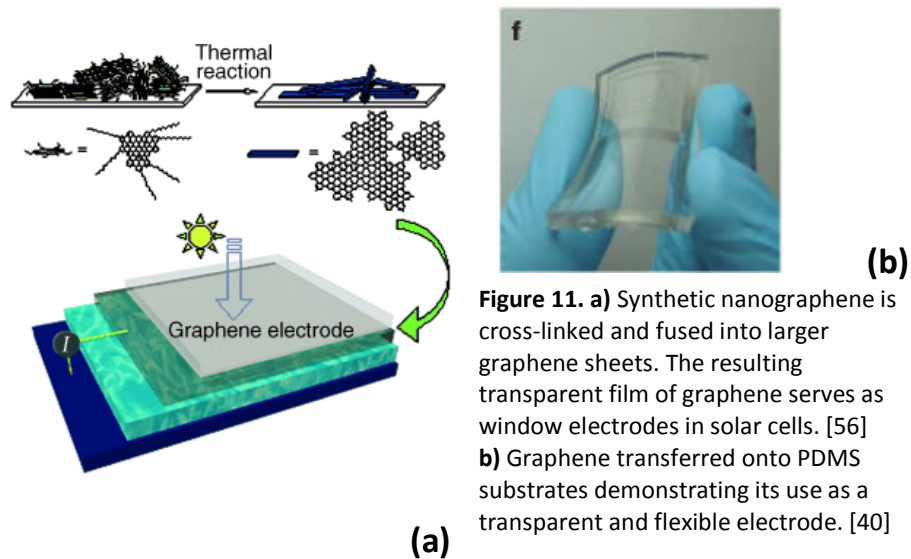 Thermal
reaction
=
=
Graphene electrode
I
(a)
f
(b)
Figure 11. a) Synthetic nanographene is
cross-linked and fused into larger
graphene sheets. The resulting
transparent film of graphene serves as
window electrodes in solar cells. [56]
b) Graphene transferred onto PDMS
substrates demonstrating its use as a
transparent and flexible electrode. [40]